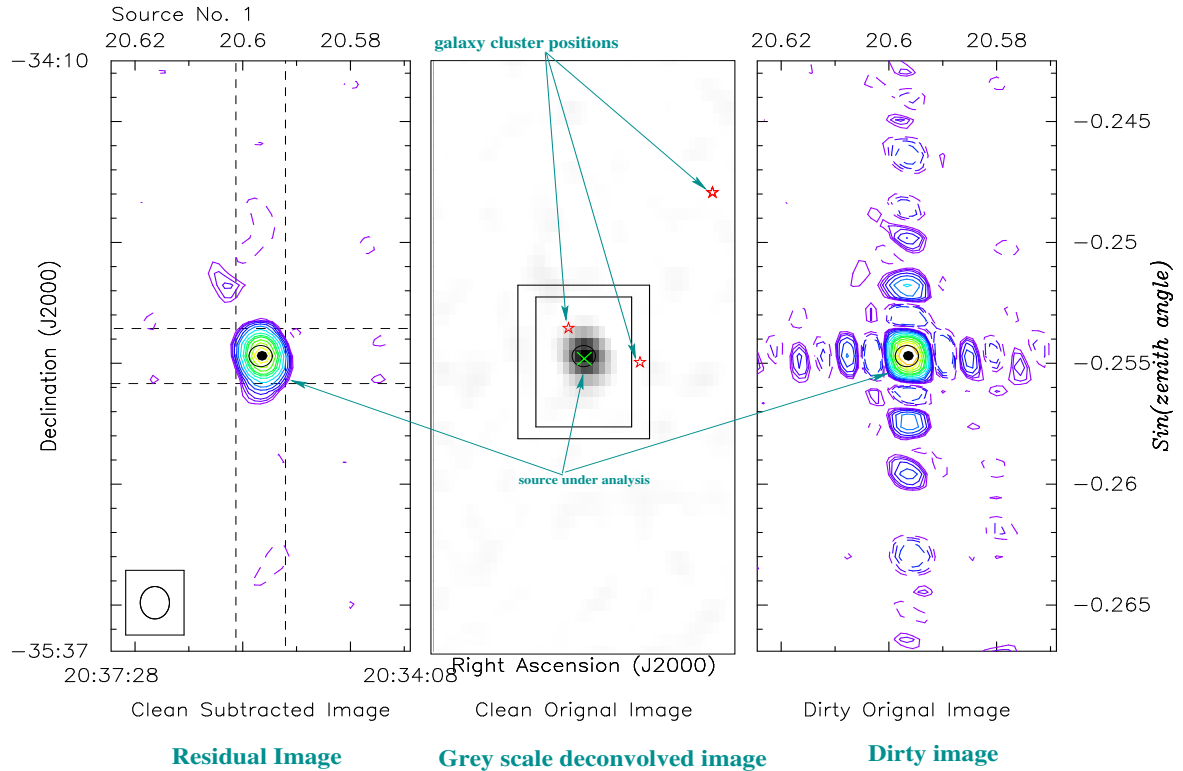 Source No. 1
20.62 20.6 20.58
galaxy cluster positions
20.62 20.6 20.58
−34:10
−0.245
−0.25
Declination (J2000)
Sin(zenith angle)
−0.255
source under analysis
−0.26
−0.265
−35:37
20:37:28 20:34:08
Right Ascension (J2000)
Clean Subtracted Image
Clean Orignal Image
Dirty Orignal Image
Residual Image
Grey scale deconvolved image
Dirty image